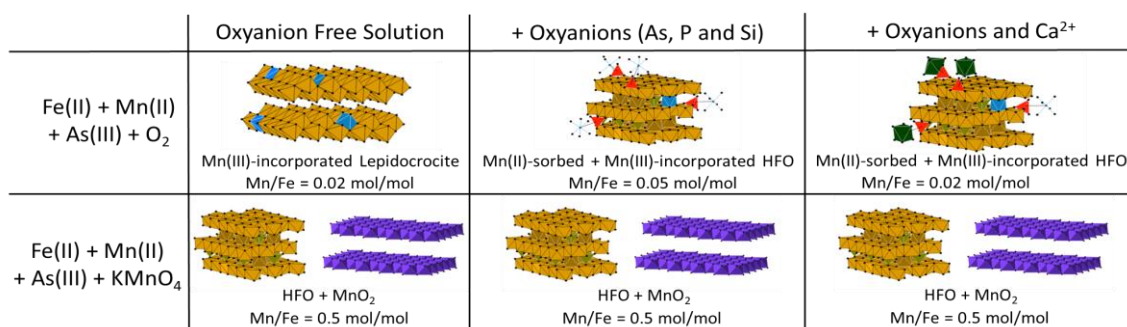 Oxyanion Free Solution
+ Oxyanions (As, P and Si)
+ Oxyanions and Ca²⁺
Fe(II) + Mn(II)
+ As(III) + O₂
Mn(III)-incorporated Lepidocrocite
Mn/Fe = 0.02 mol/mol
Mn(II)-sorbed + Mn(III)-incorporated HFO
Mn/Fe = 0.05 mol/mol
Mn(II)-sorbed + Mn(III)-incorporated HFO
Mn/Fe = 0.02 mol/mol
Fe(II) + Mn(II)
+ As(III) + KMnO₄
HFO + MnO₂
Mn/Fe = 0.5 mol/mol
HFO + MnO₂
Mn/Fe = 0.5 mol/mol
HFO + MnO₂
Mn/Fe = 0.5 mol/mol